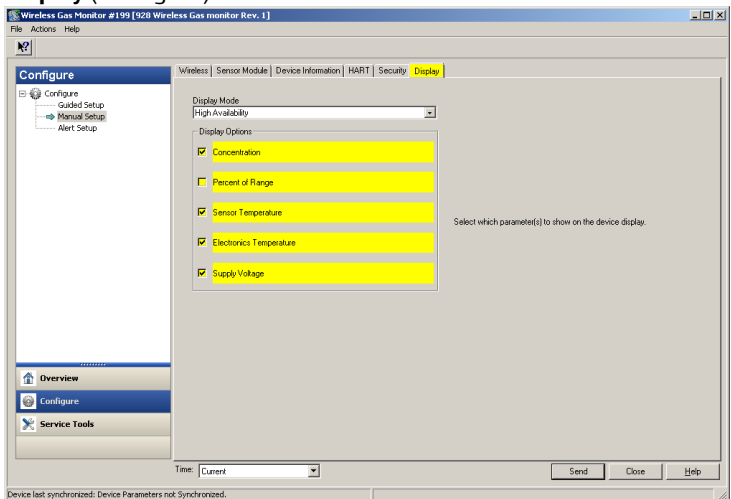 Wireless Gas Monitor #199 [928 Wireless Gas monitor Rev. 1]
File Actions Help
Configure
Configure
Guided Setup
Manual Setup
Alert Setup
Overview
Configure
Service Tools
Wireless Sensor Module Device Information HART Security Display
Display Mode
High Availability
Display Options
Concentration
Percent of Range
Sensor Temperature
Electronics Temperature
Supply Voltage
Select which parameter(s) to show on the device display.
Time: Current
Send Close Help
Device last synchronized: Device Parameters not Synchronized.